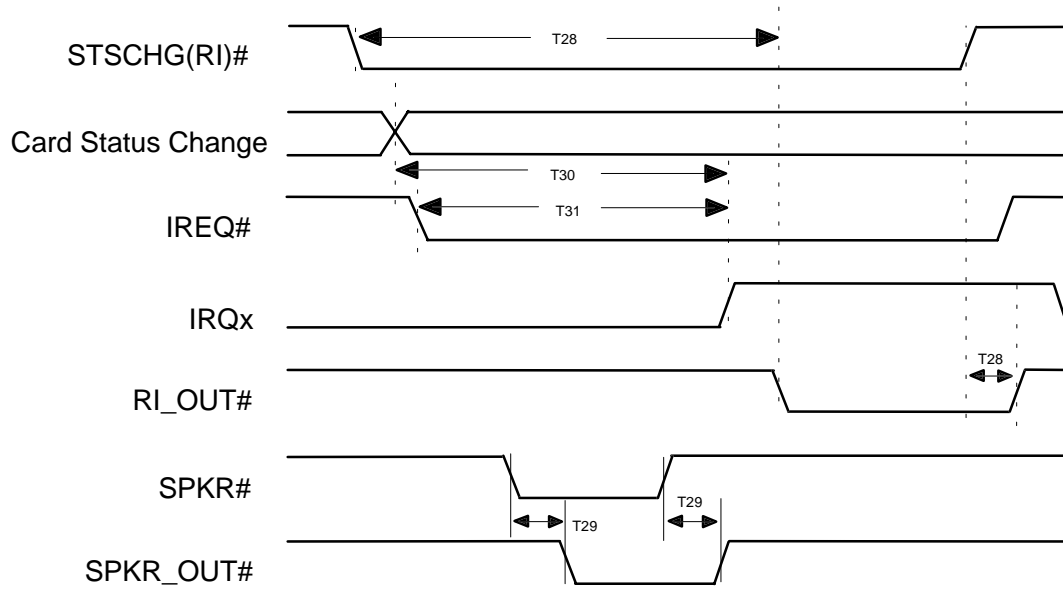 STSCHG(RI)#
T28
Card Status Change
T30
IREQ#
T31
IRQx
T28
RI_OUT#
SPKR#
T29
T29
SPKR_OUT#